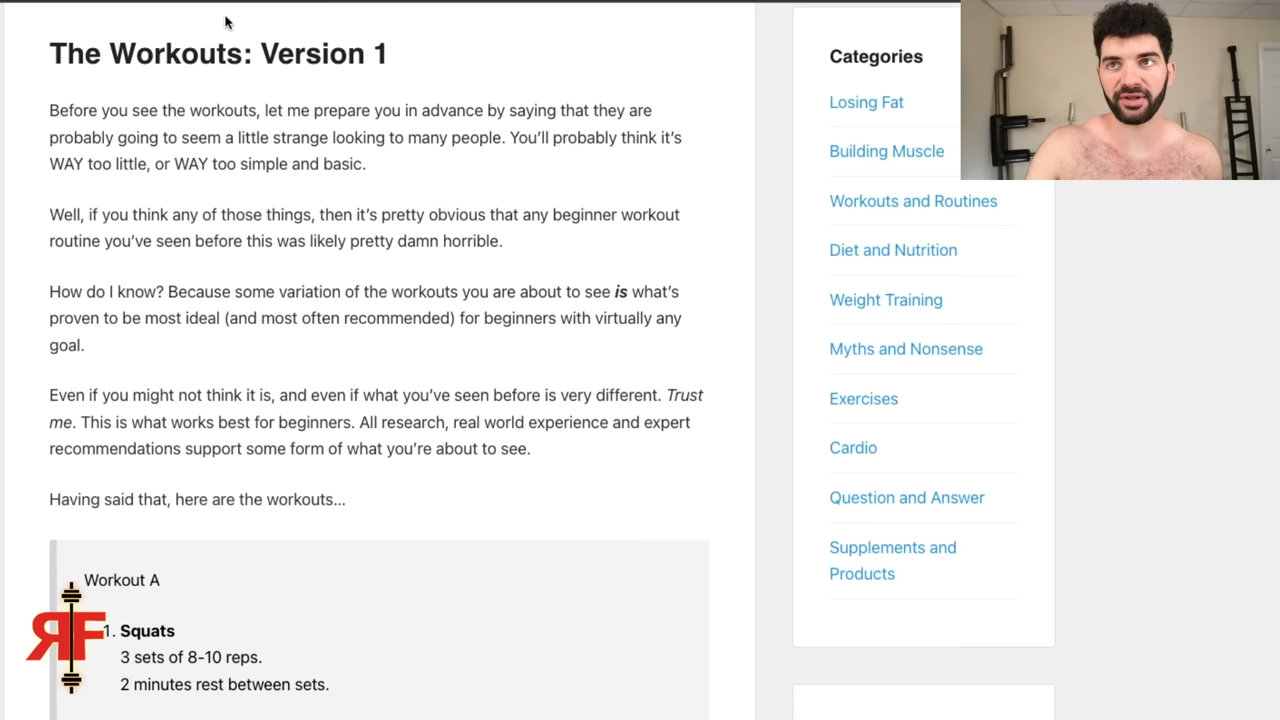 The Workouts: Version 1
Before you see the workouts, let me prepare you in advance by saying that they are
probably going to seem a little strange looking to many people. You'll probably think it's
WAY too little, or WAY too simple and basic.
Well, if you think any of those things, then it's pretty obvious that any beginner workout
routine you've seen before this was likely pretty damn horrible.
How do I know? Because some variation of the workouts you are about to see is what's
proven to be most ideal (and most often recommended) for beginners with virtually any
goal.
Even if you might not think it is, and even if what you've seen before is very different. Trust
me. This is what works best for beginners. All research, real world experience and expert
recommendations support some form of what you're about to see.
Having said that, here are the workouts...
Workout A
1. Squats
3 sets of 8-10 reps.
2 minutes rest between sets.
RF
Categories
Losing Fat
Building Muscle
Workouts and Routines
Diet and Nutrition
Weight Training
Myths and Nonsense
Exercises
Cardio
Question and Answer
Supplements and
Products